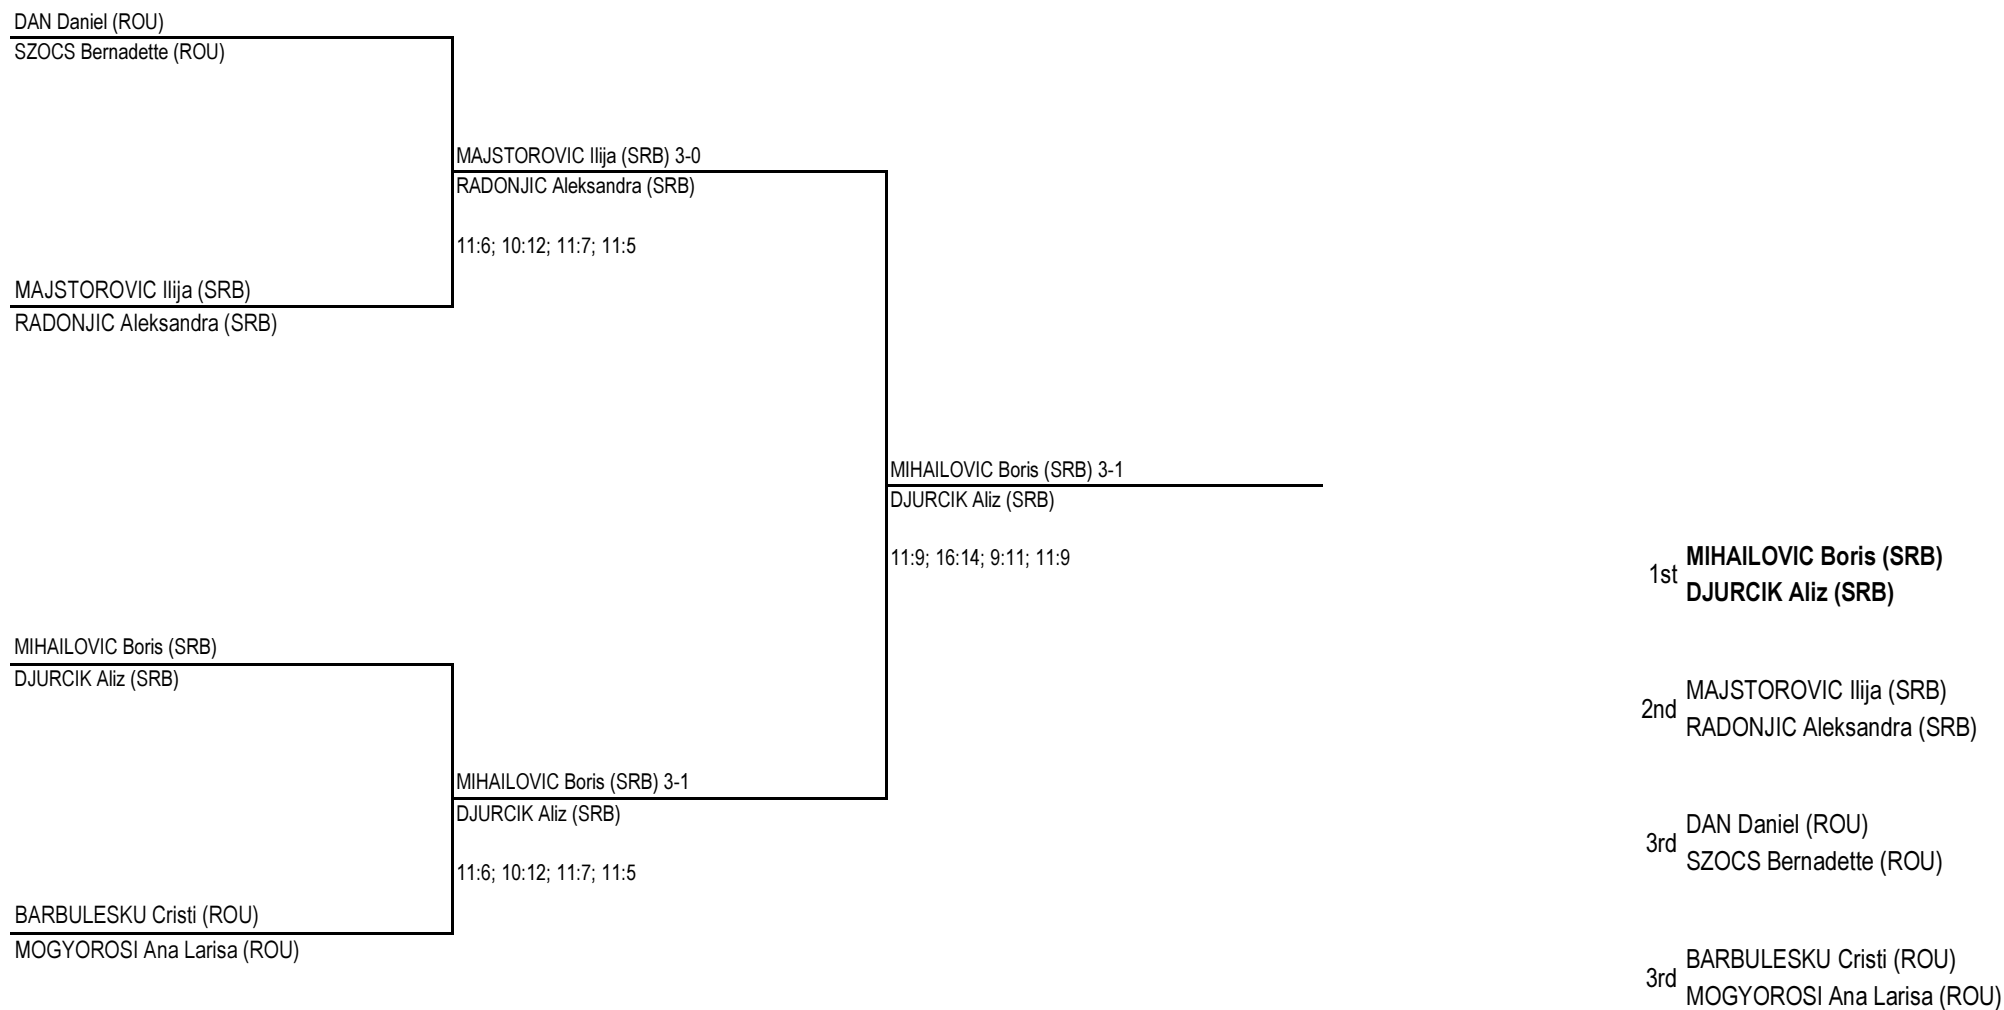 DAN Daniel (ROU)
SZOCS Bernadette (ROU)
MAJSTOROVIC Ilija (SRB) 3-0
RADONJIC Aleksandra (SRB)
11:6; 10:12; 11:7; 11:5
MAJSTOROVIC Ilija (SRB)
RADONJIC Aleksandra (SRB)
MIHAILOVIC Boris (SRB) 3-1
DJURCIK Aliz (SRB)
11:9; 16:14; 9:11; 11:9
MIHAILOVIC Boris (SRB)
DJURCIK Aliz (SRB)
MIHAILOVIC Boris (SRB) 3-1
DJURCIK Aliz (SRB)
11:6; 10:12; 11:7; 11:5
BARBULESKU Cristi (ROU)
MOGYOROSI Ana Larisa (ROU)
1st
MIHAILOVIC Boris (SRB)
DJURCIK Aliz (SRB)
2nd
MAJSTOROVIC Ilija (SRB)
RADONJIC Aleksandra (SRB)
3rd
DAN Daniel (ROU)
SZOCS Bernadette (ROU)
3rd
BARBULESKU Cristi (ROU)
MOGYOROSI Ana Larisa (ROU)